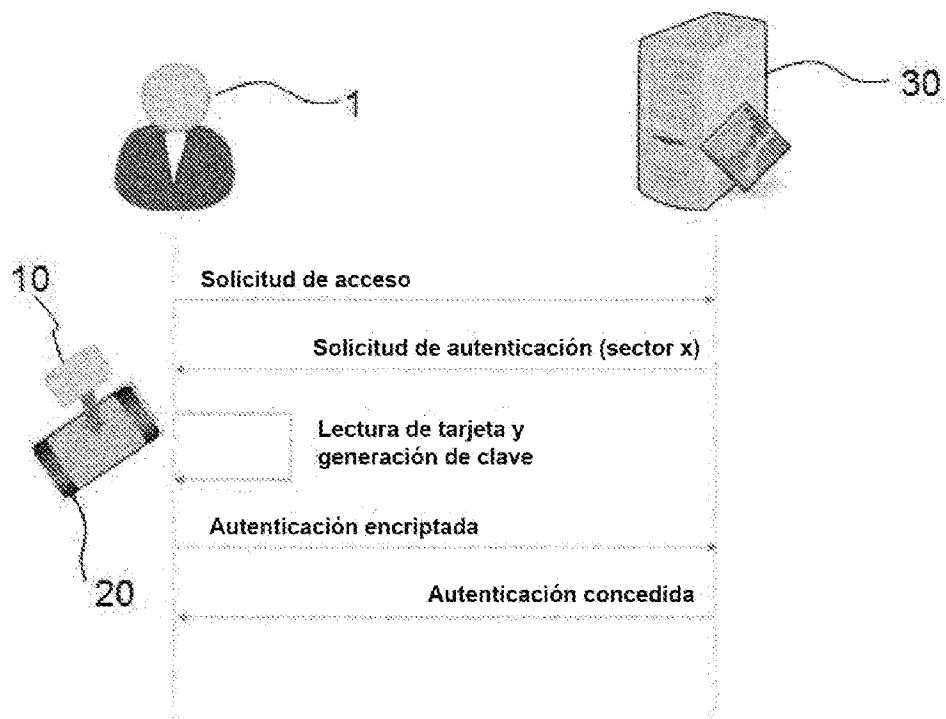 1
30
10
Solicitud de acceso
Solicitud de autenticación (sector x)
Lectura de tarjeta y
generación de clave
Autenticación encriptada
20
Autenticación concedida